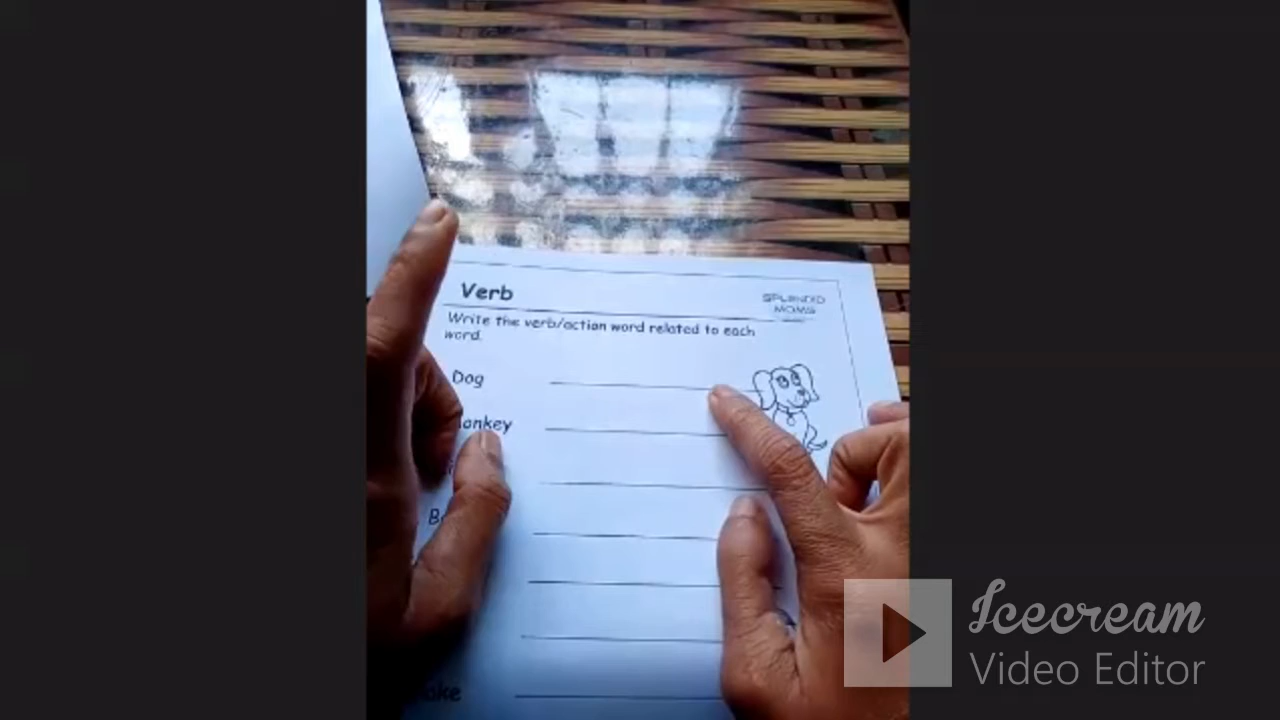 Verb
SPLENDID
MOMS
Write the verb/action word related to each
word.
Dog
Icecream
Video Editor